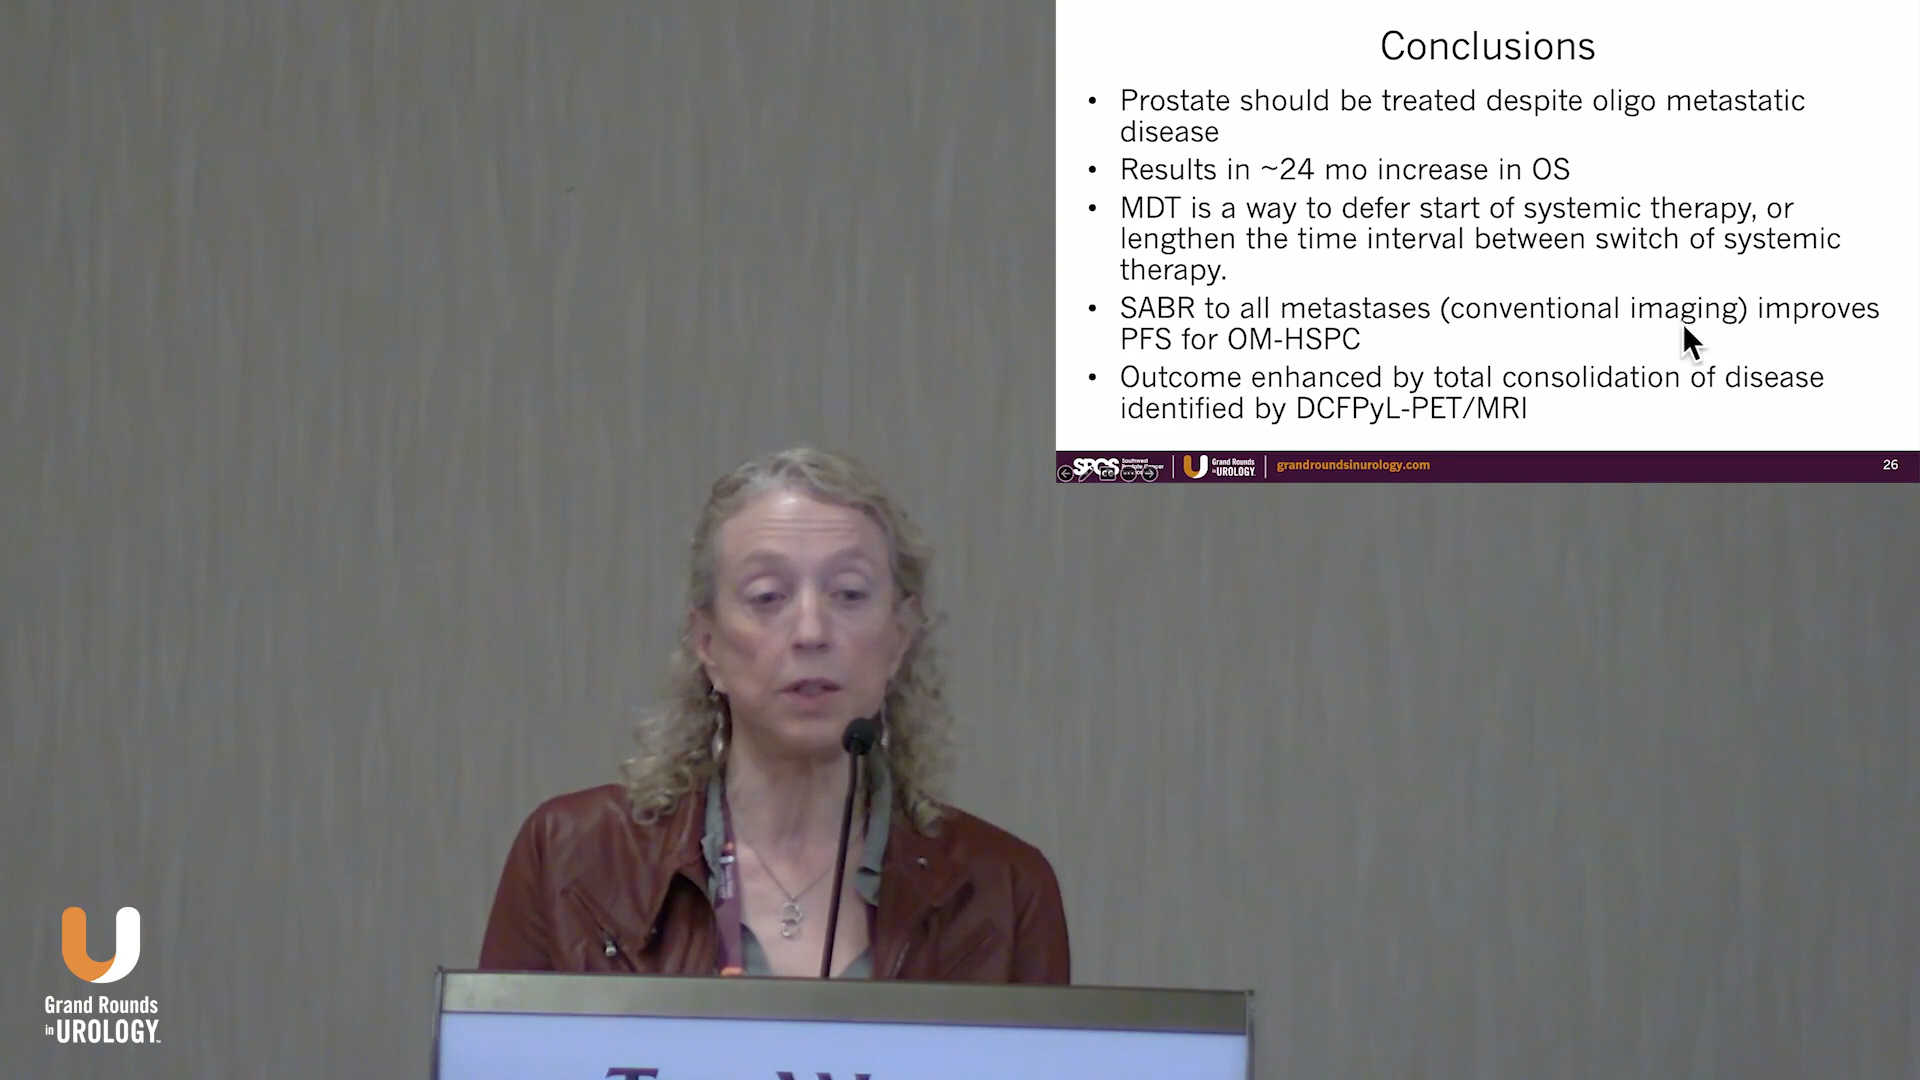 Conclusions
• Prostate should be treated despite oligo metastatic
disease
• Results in ~24 mo increase in OS
• MDT is a way to defer start of systemic therapy, or
lengthen the time interval between switch of systemic
therapy.
• SABR to all metastases (conventional imaging) improves
PFS for OM-HSPC
• Outcome enhanced by total consolidation of disease
identified by DCFPyL-PET/MRI
Grand Rounds
in UROLOGY
grandroundsinurology.com
26
Grand Rounds
in UROLOGY